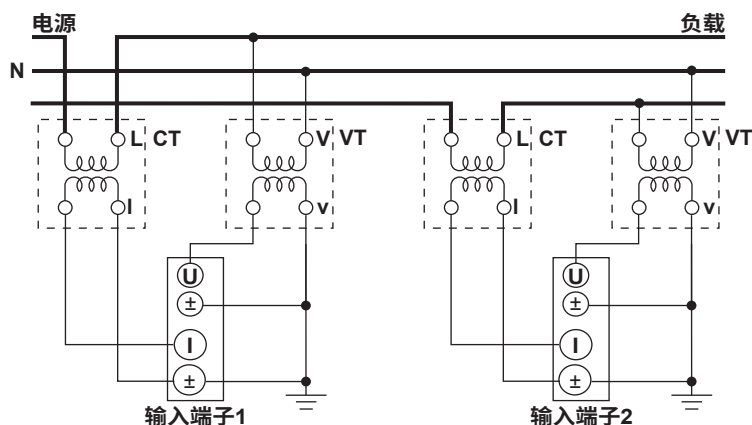 电源 负载
N
L CT V VT L CT V VT
l v l v
U U
± ±
I I
± ±
输入端子1 输入端子2